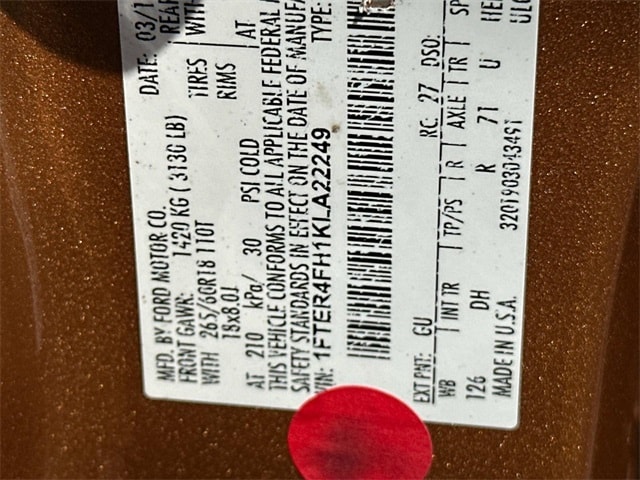 MFD. BY FORD MOTOR CO.
DATE: 03/1
FRONT GAWR: 1420 KG ( 3130 LB)
REAR
WITH
WITH 265/60R18 110T TIRES
18x8.0J RIMS
AT 210 kPa/ 30 PSI COLD AT
THIS VEHICLE CONFORMS TO ALL APPLICABLE FEDERAL
SAFETY STANDARDS IN EFFECT ON THE DATE OF MANUFA
VIN: 1FTER4FH1KLA22249 TYPE:
EXT PNT: GU RC: 27 DSO:
WB INT TR TP/PS R AXLE TR SP
126 DH R 71 U
MADE IN U.S.A.